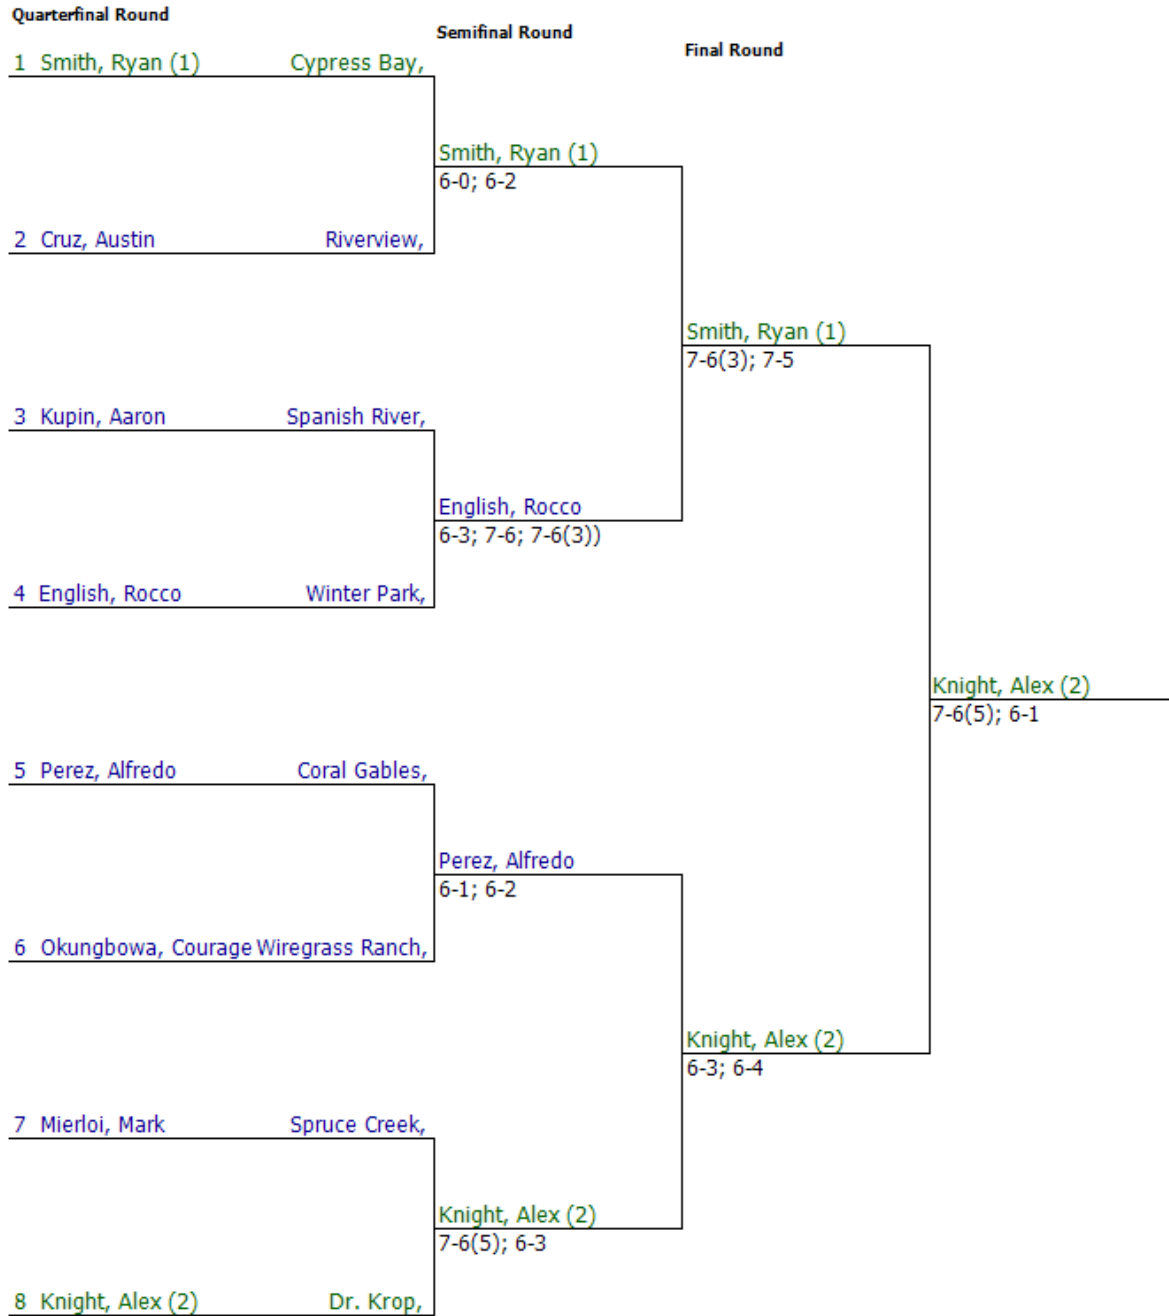 Quarterfinal Round
Semifinal Round
Final Round
1 Smith, Ryan (1) Cypress Bay,
Smith, Ryan (1)
6-0; 6-2
2 Cruz, Austin Riverview,
Smith, Ryan (1)
7-6(3); 7-5
3 Kupin, Aaron Spanish River,
English, Rocco
6-3; 7-6; 7-6(3))
4 English, Rocco Winter Park,
Knight, Alex (2)
7-6(5); 6-1
5 Perez, Alfredo Coral Gables,
Perez, Alfredo
6-1; 6-2
6 Okungbowa, Courage Wiregrass Ranch,
Knight, Alex (2)
6-3; 6-4
7 Mierloi, Mark Spruce Creek,
Knight, Alex (2)
7-6(5); 6-3
8 Knight, Alex (2) Dr. Krop,